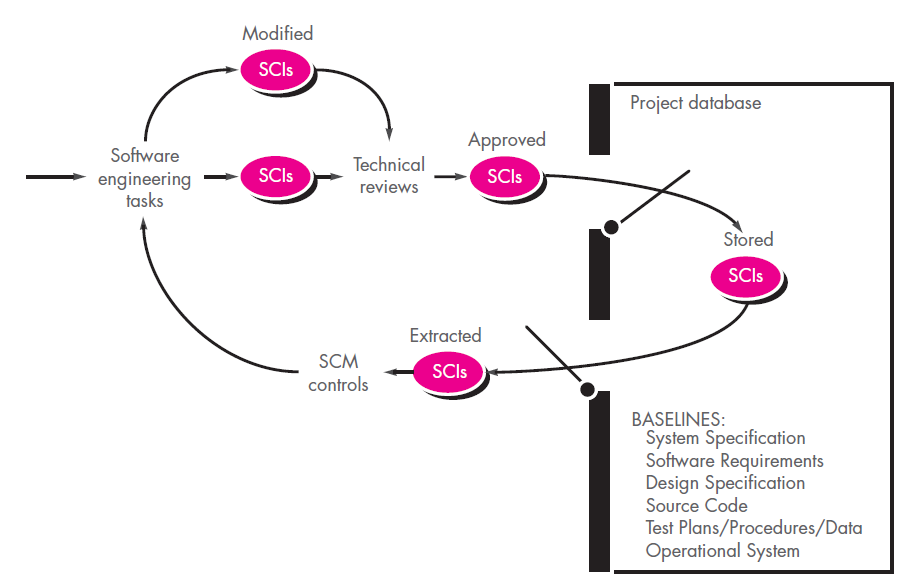 Modified
SCIs
Project database
Approved
Software
engineering
tasks
SCIs
Technical
reviews
SCIs
Stored
SCIs
Extracted
SCM
controls
SCIs
BASELINES:
System Specification
Software Requirements
Design Specification
Source Code
Test Plans/Procedures/Data
Operational System